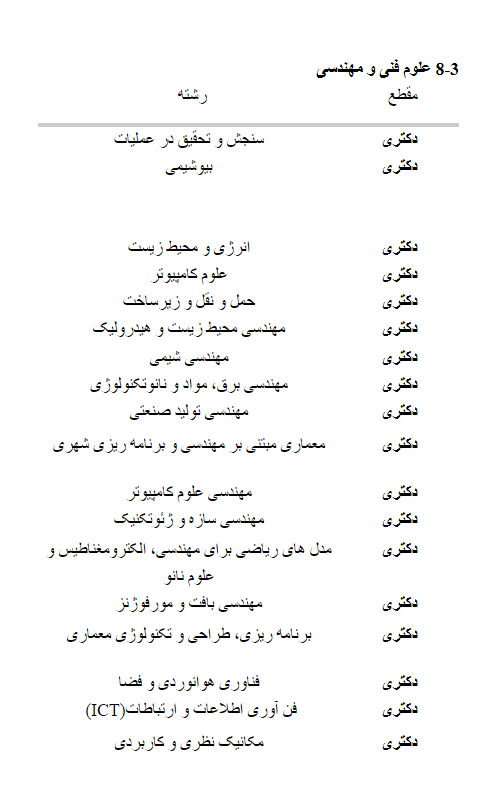 8-3 علوم فنی و مهندسی
مقطع رشته
دکتری سنجش و تحقیق در عملیات
دکتری بیوشیمی
دکتری انرژی و محیط زیست
دکتری علوم کامپیوتر
دکتری حمل و نقل و زیرساخت
دکتری مهندسی محیط زیست و هیدرولیک
دکتری مهندسی شیمی
دکتری مهندسی برق، مواد و نانوتکنولوژی
دکتری مهندسی تولید صنعتی
دکتری معماری مبتنی بر مهندسی و برنامه ریزی شهری
دکتری مهندسی علوم کامپیوتر
دکتری مهندسی سازه و ژئوتکنیک
دکتری مدل های ریاضی برای مهندسی، الکترومغناطیس و
علوم نانو
دکتری مهندسی بافت و مورفوژنز
دکتری برنامه ریزی، طراحی و تکنولوژی معماری
دکتری فناوری هوانوردی و فضا
دکتری فن آوری اطلاعات و ارتباطات(ICT)
دکتری مکانیک نظری و کاربردی